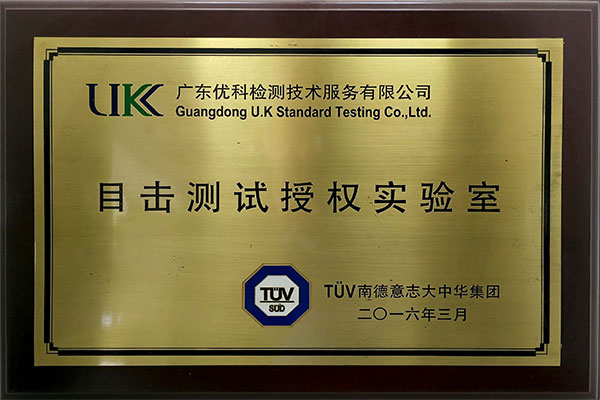 UKK
广东优科检测技术服务有限公司
Guangdong U.K Standard Testing Co.,Ltd.
目击测试授权实验室
TÜV
SÜD
TÜV南德意志大中华集团
二〇一六年三月